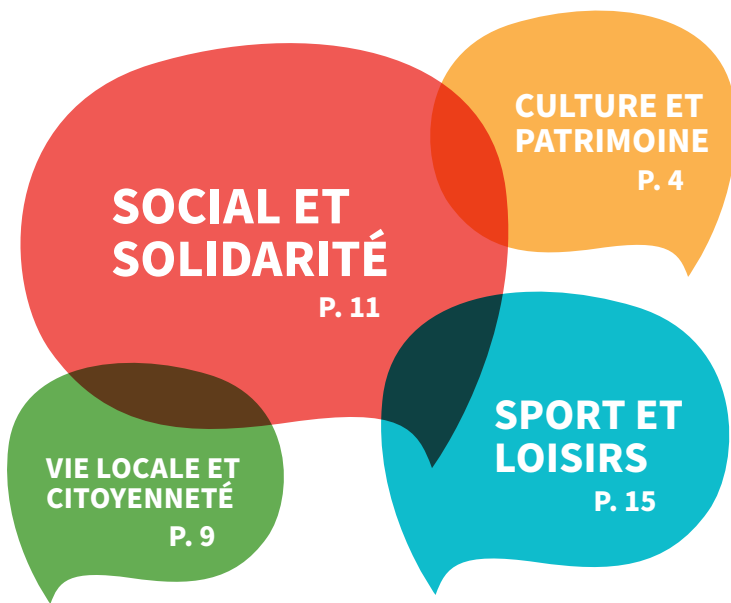 CULTURE ET
PATRIMOINE
P. 4
SOCIAL ET
SOLIDARITÉ
P. 11
SPORT ET
LOISIRS
P. 15
VIE LOCALE ET
CITOYENNETÉ
P. 9